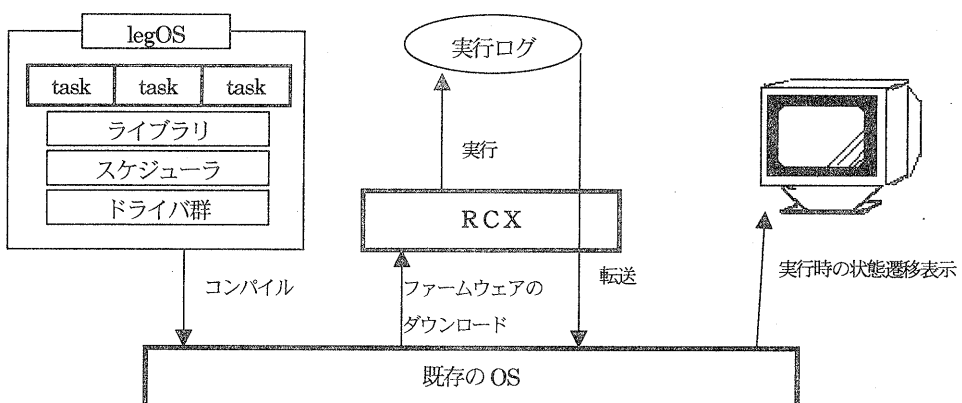 legOS
task task task
ライブラリ
スケジューラ
ドライバ群
コンパイル
実行ログ
実行
RCX
ファームウェアの
ダウンロード
転送
実行時の状態遷移表示
既存の OS